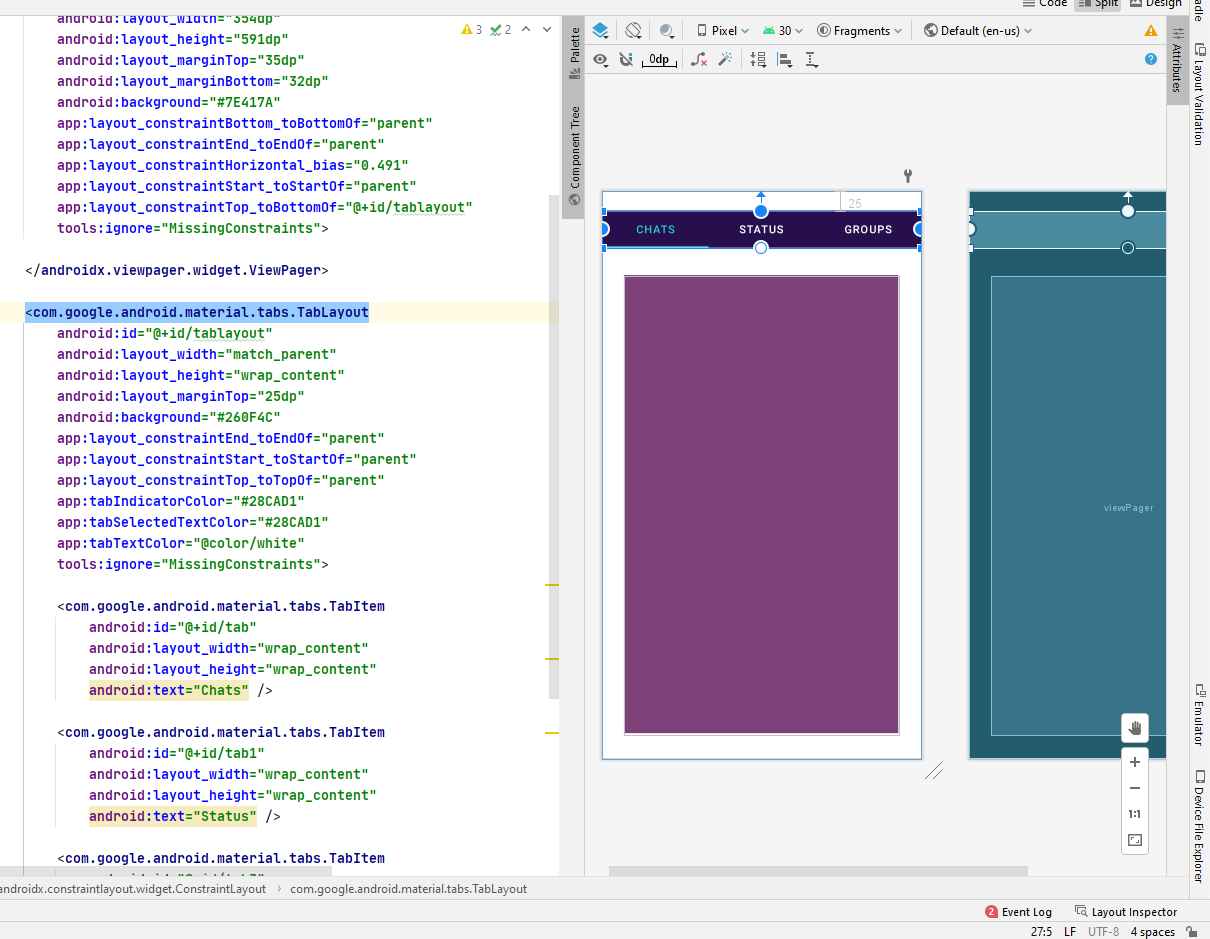 Code Split Design
android:layout_width="354dp"
android:layout_height="591dp"
android:layout_marginTop="35dp"
android:layout_marginBottom="32dp"
android:background="#7E417A"
app:layout_constraintBottom_toBottomOf="parent"
app:layout_constraintEnd_toEndOf="parent"
app:layout_constraintHorizontal_bias="0.491"
app:layout_constraintStart_toStartOf="parent"
app:layout_constraintTop_toBottomOf="@+id/tablayout"
tools:ignore="MissingConstraints">
</androidx.viewpager.widget.ViewPager>
<com.google.android.material.tabs.TabLayout
android:id="@+id/tablayout"
android:layout_width="match_parent"
android:layout_height="wrap_content"
android:layout_marginTop="25dp"
android:background="#260F4C"
app:layout_constraintEnd_toEndOf="parent"
app:layout_constraintStart_toStartOf="parent"
app:layout_constraintTop_toTopOf="parent"
app:tabIndicatorColor="#28CAD1"
app:tabSelectedTextColor="#28CAD1"
app:tabTextColor="@color/white"
tools:ignore="MissingConstraints">
<com.google.android.material.tabs.TabItem
android:id="@+id/tab"
android:layout_width="wrap_content"
android:layout_height="wrap_content"
android:text="Chats" />
<com.google.android.material.tabs.TabItem
android:id="@+id/tab1"
android:layout_width="wrap_content"
android:layout_height="wrap_content"
android:text="Status" />
<com.google.android.material.tabs.TabItem
3 2
Palette
Component Tree
Pixel 30 Fragments Default (en-us)
0dp
?
25
CHATS STATUS GROUPS
viewPager
1:1
Attributes
Layout Validation
Emulator
Device File Explorer
androidx.constraintlayout.widget.ConstraintLayout › com.google.android.material.tabs.TabLayout
2 Event Log Layout Inspector
27:5 LF UTF-8 4 spaces